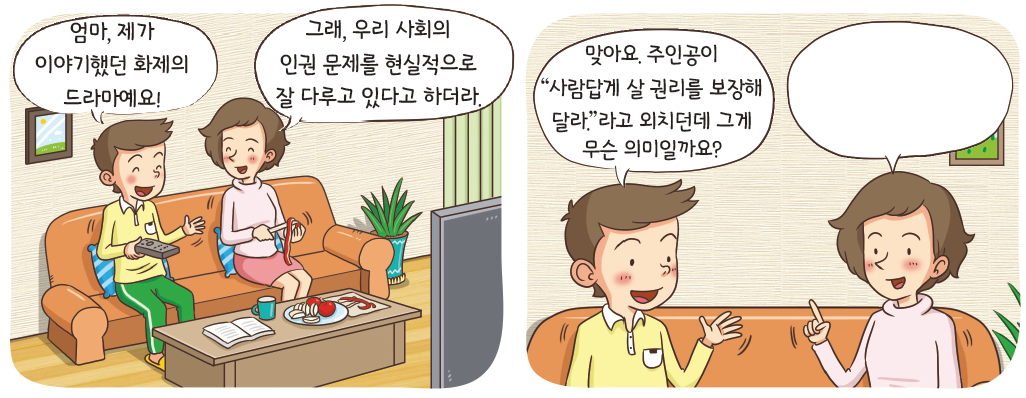 엄마, 제가
이야기했던 화제의
드라마예요!
그래, 우리 사회의
인권 문제를 현실적으로
잘 다루고 있다고 하더라.
맞아요. 주인공이
“사람답게 살 권리를 보장해
달라.”라고 외치던데 그게
무슨 의미일까요?